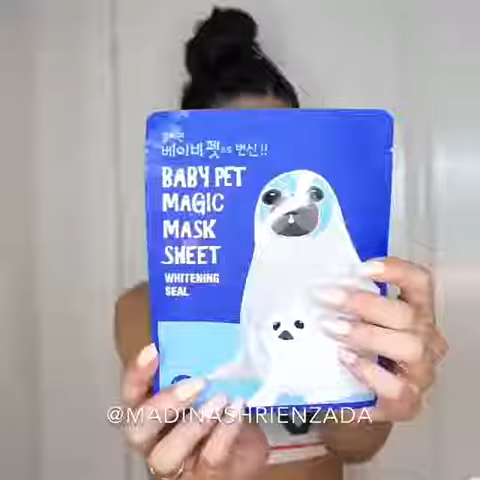 베이비펫으로 변신!!
BABY PET
MAGIC
MASK
SHEET
WHITENING
SEAL
@MADINASHRIENZADA